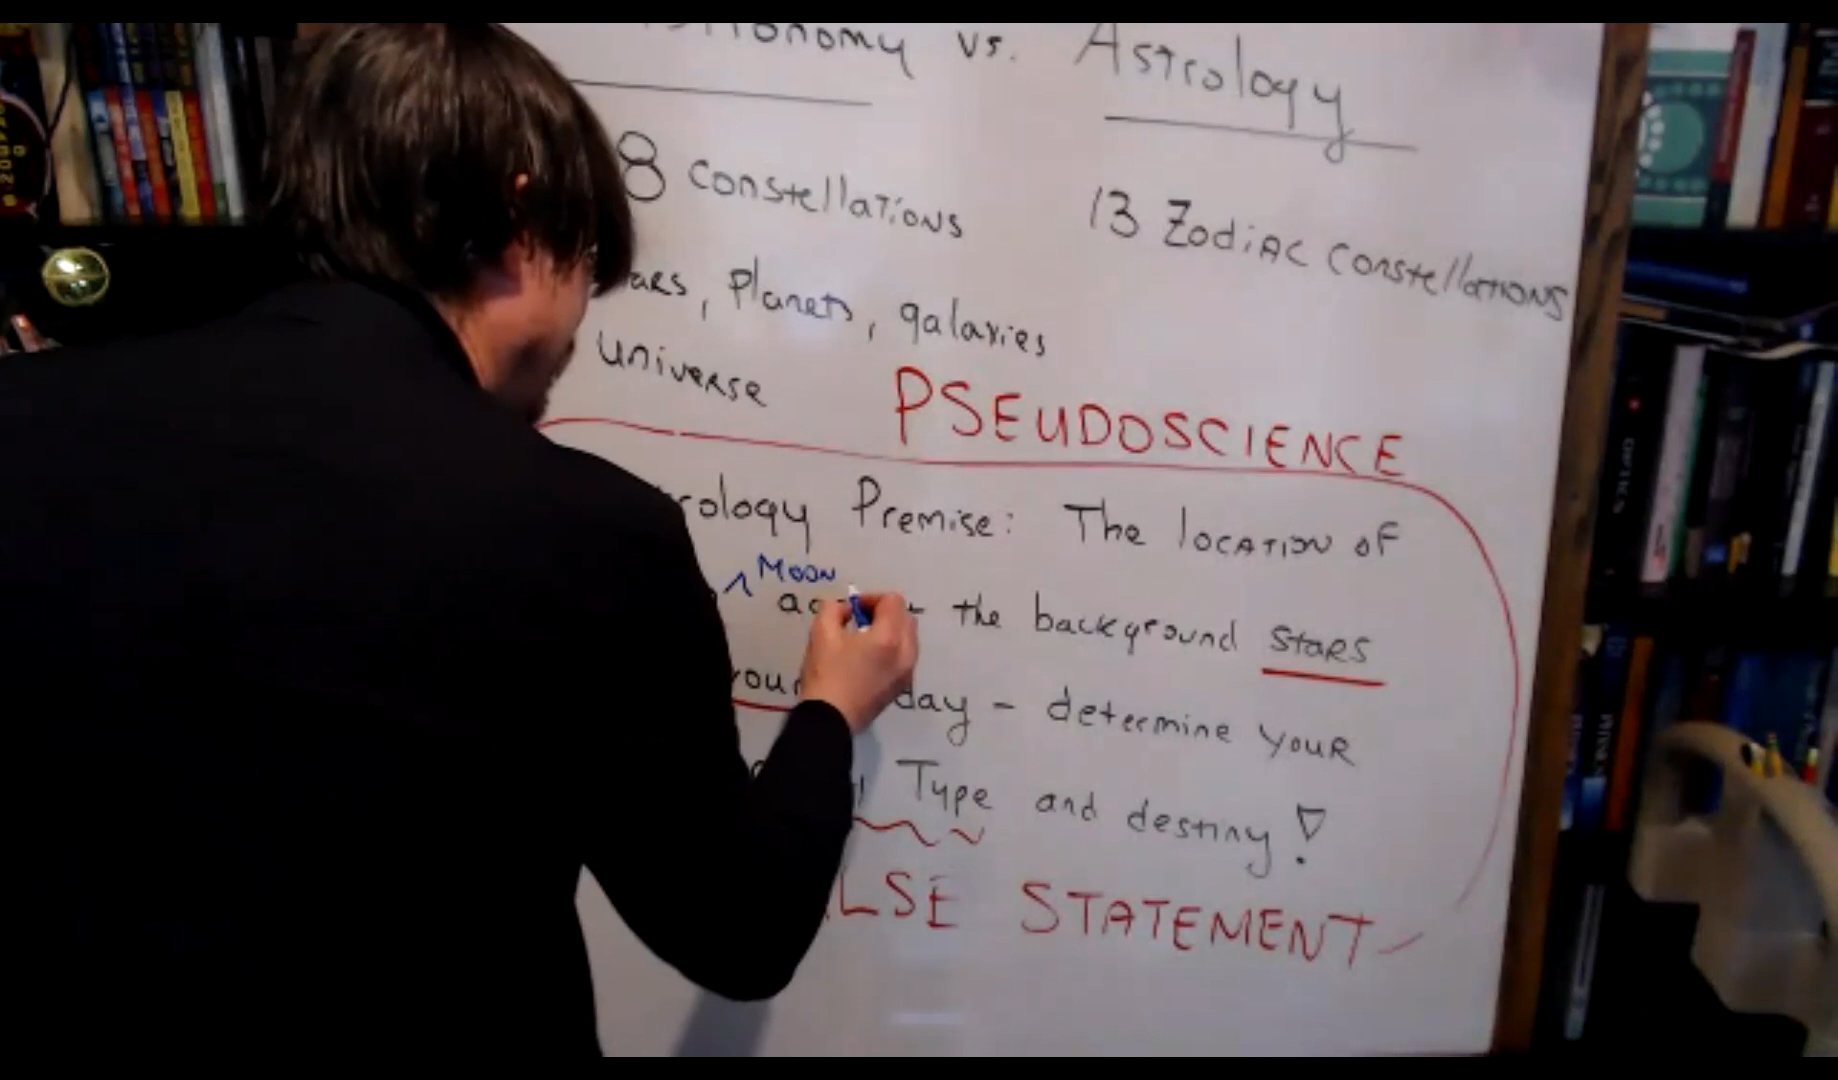 vs. Astrology
8 constellations
13 Zodiac constellations
, Planets, galaxies
universe
PSEUDOSCIENCE
Premise: The location of
^ Moon
the background stars
day - determine your
Type and destiny!
STATEMENT
OPTICS